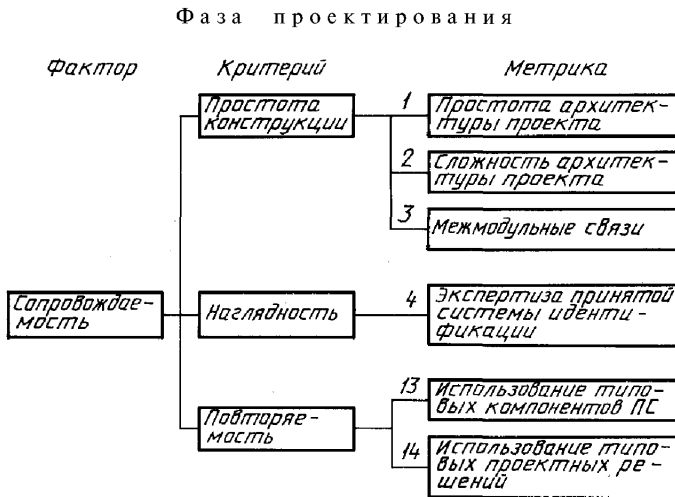 Фаза проектирования
Фактор Критерий Метрика
Простота
конструкции
1
Простота архитек-
туры проекта
2
Сложность архитек-
туры проекта
3
Межмодульные связи
Сопровождае-
мость
Наглядность
4
Экспертиза принятой
системы иденти-
фикации
Повторяе-
мость
13
Использование типо-
вых компонентов ПС
14
Использование типо-
вых проектных ре-
шений